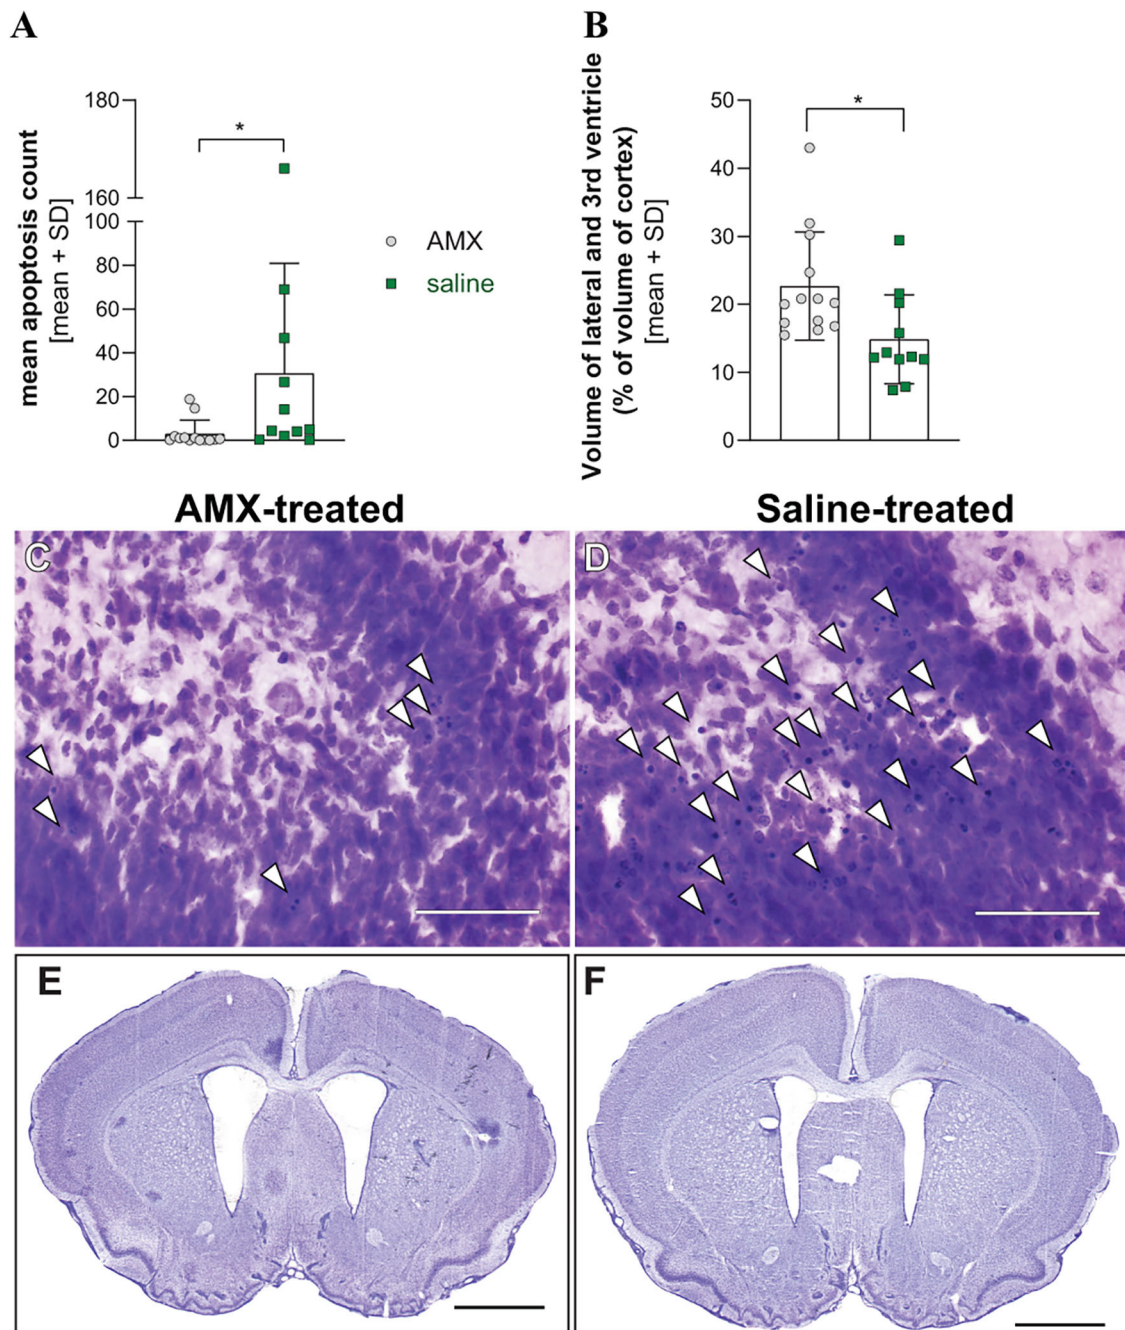 A
mean apoptosis count
[mean + SD]
180
160
100
80
60
40
20
0
*
AMX
saline
B
Volume of lateral and 3rd ventricle
(% of volume of cortex)
[mean + SD]
50
40
30
20
10
0
*
AMX-treated
Saline-treated
C
D
E
F